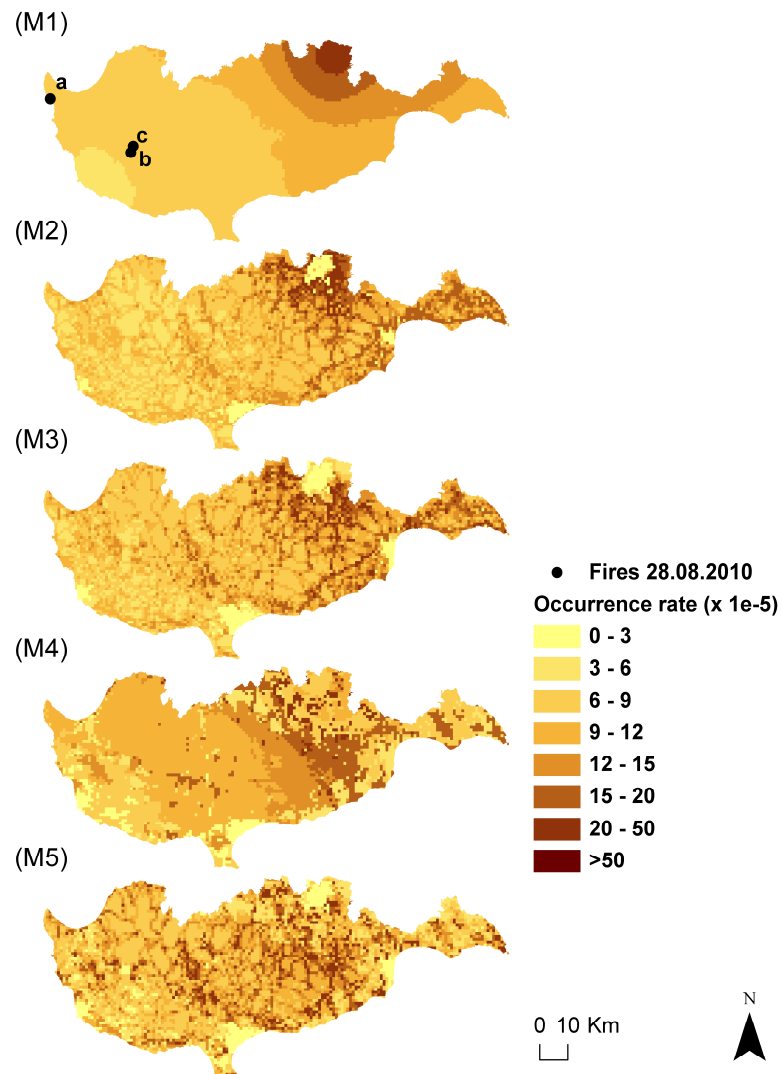 (M1)
a
c
b
(M2)
(M3)
(M4)
(M5)
Fires 28.08.2010
Occurrence rate (x 1e-5)
0 - 3
3 - 6
6 - 9
9 - 12
12 - 15
15 - 20
20 - 50
>50
0 10 Km
N